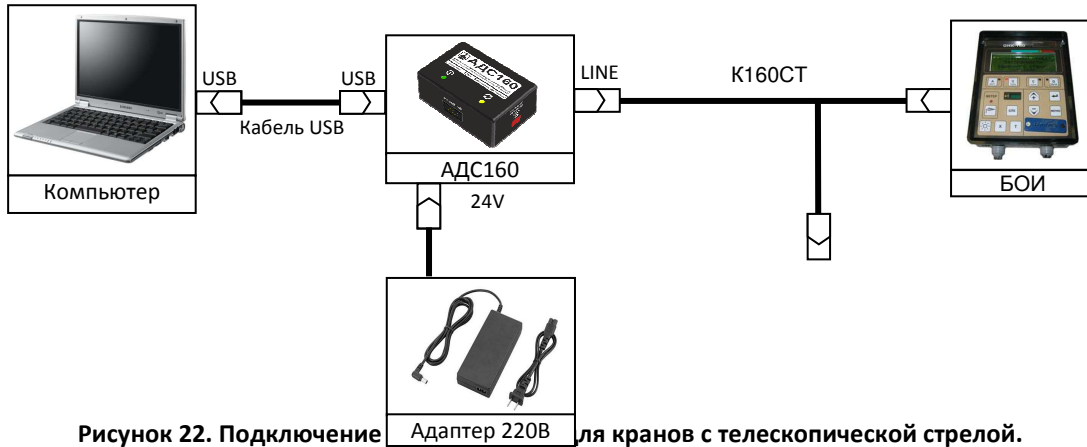 USB
USB
LINE
К160СТ
Кабель USB
АДС160
АДС160
24V
Компьютер
БОИ
Адаптер 220В
Рисунок 22. Подключение ля кранов с телескопической стрелой.